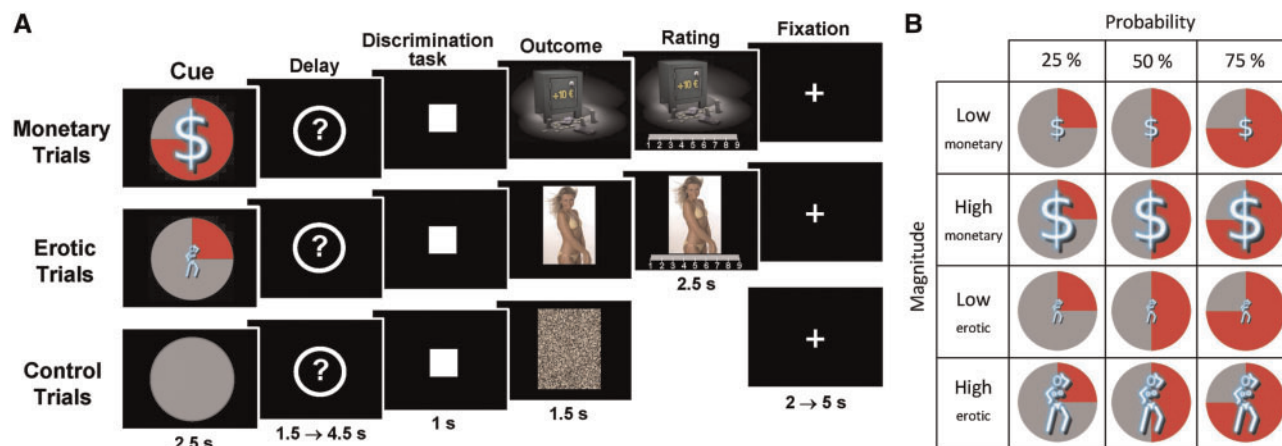 A
Cue
Delay
Discrimination
task
Outcome
Rating
Fixation
Monetary
Trials
$
?
+10 €
+10 €
1 2 3 4 5 6 7 8 9
+
Erotic
Trials
?
1 2 3 4 5 6 7 8 9
+
2.5 s
Control
Trials
?
+
2.5 s
1.5 → 4.5 s
1 s
1.5 s
2 → 5 s
B
Probability
25 %
50 %
75 %
Magnitude
Low
monetary
$ $ $
High
monetary
$ $ $
Low
erotic
High
erotic